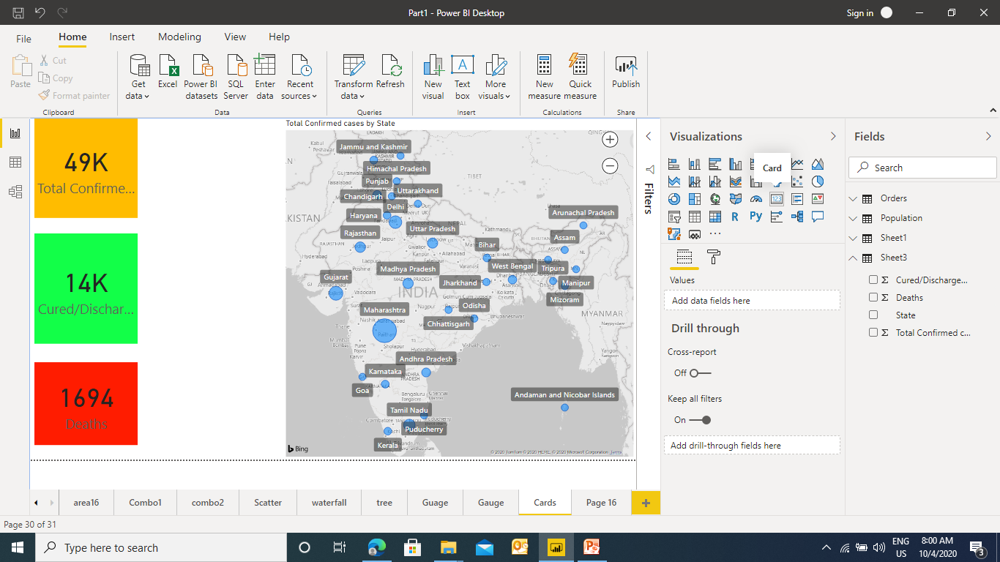 Part1 - Power BI Desktop
Sign in
File
Home
Insert
Modeling
View
Help
Paste
Cut
Copy
Format painter
Clipboard
Get
data
Excel
Power BI
datasets
SQL
Server
Enter
data
Recent
sources
Data
Transform
data
Refresh
Queries
New
visual
Text
box
More
visuals
Insert
New
measure
Quick
measure
Calculations
Publish
Share
49K
Total Confirme...
14K
Cured/Dischar...
1694
Deaths
Total Confirmed cases by State
Jammu and Kashmir
Himachal Pradesh
Punjab
Chandigarh
Uttarakhand
Delhi
Haryana
Rajasthan
Uttar Pradesh
Arunachal Pradesh
Assam
Bihar
West Bengal
Tripura
Madhya Pradesh
Gujarat
Jharkhand
Manipur
Mizoram
Maharashtra
Odisha
Chhattisgarh
Andhra Pradesh
Karnataka
Goa
Andaman and Nicobar Islands
Tamil Nadu
Puducherry
Kerala
TIBET
KISTAN
NEPAL
INDIA
MYANMAR
Bing
© 2020 TomTom © 2020 HERE, © 2020 Microsoft Corporation Terms
Filters
Visualizations
Card
R
Py
Values
Add data fields here
Drill through
Cross-report
Off
Keep all filters
On
Add drill-through fields here
Fields
Search
Orders
Population
Sheet1
Sheet3
Σ Cured/Discharge...
Σ Deaths
State
Σ Total Confirmed c...
area16
Combo1
combo2
Scatter
waterfall
tree
Guage
Gauge
Cards
Page 16
Page 30 of 31
Type here to search
ENG
US
8:00 AM
10/4/2020
3